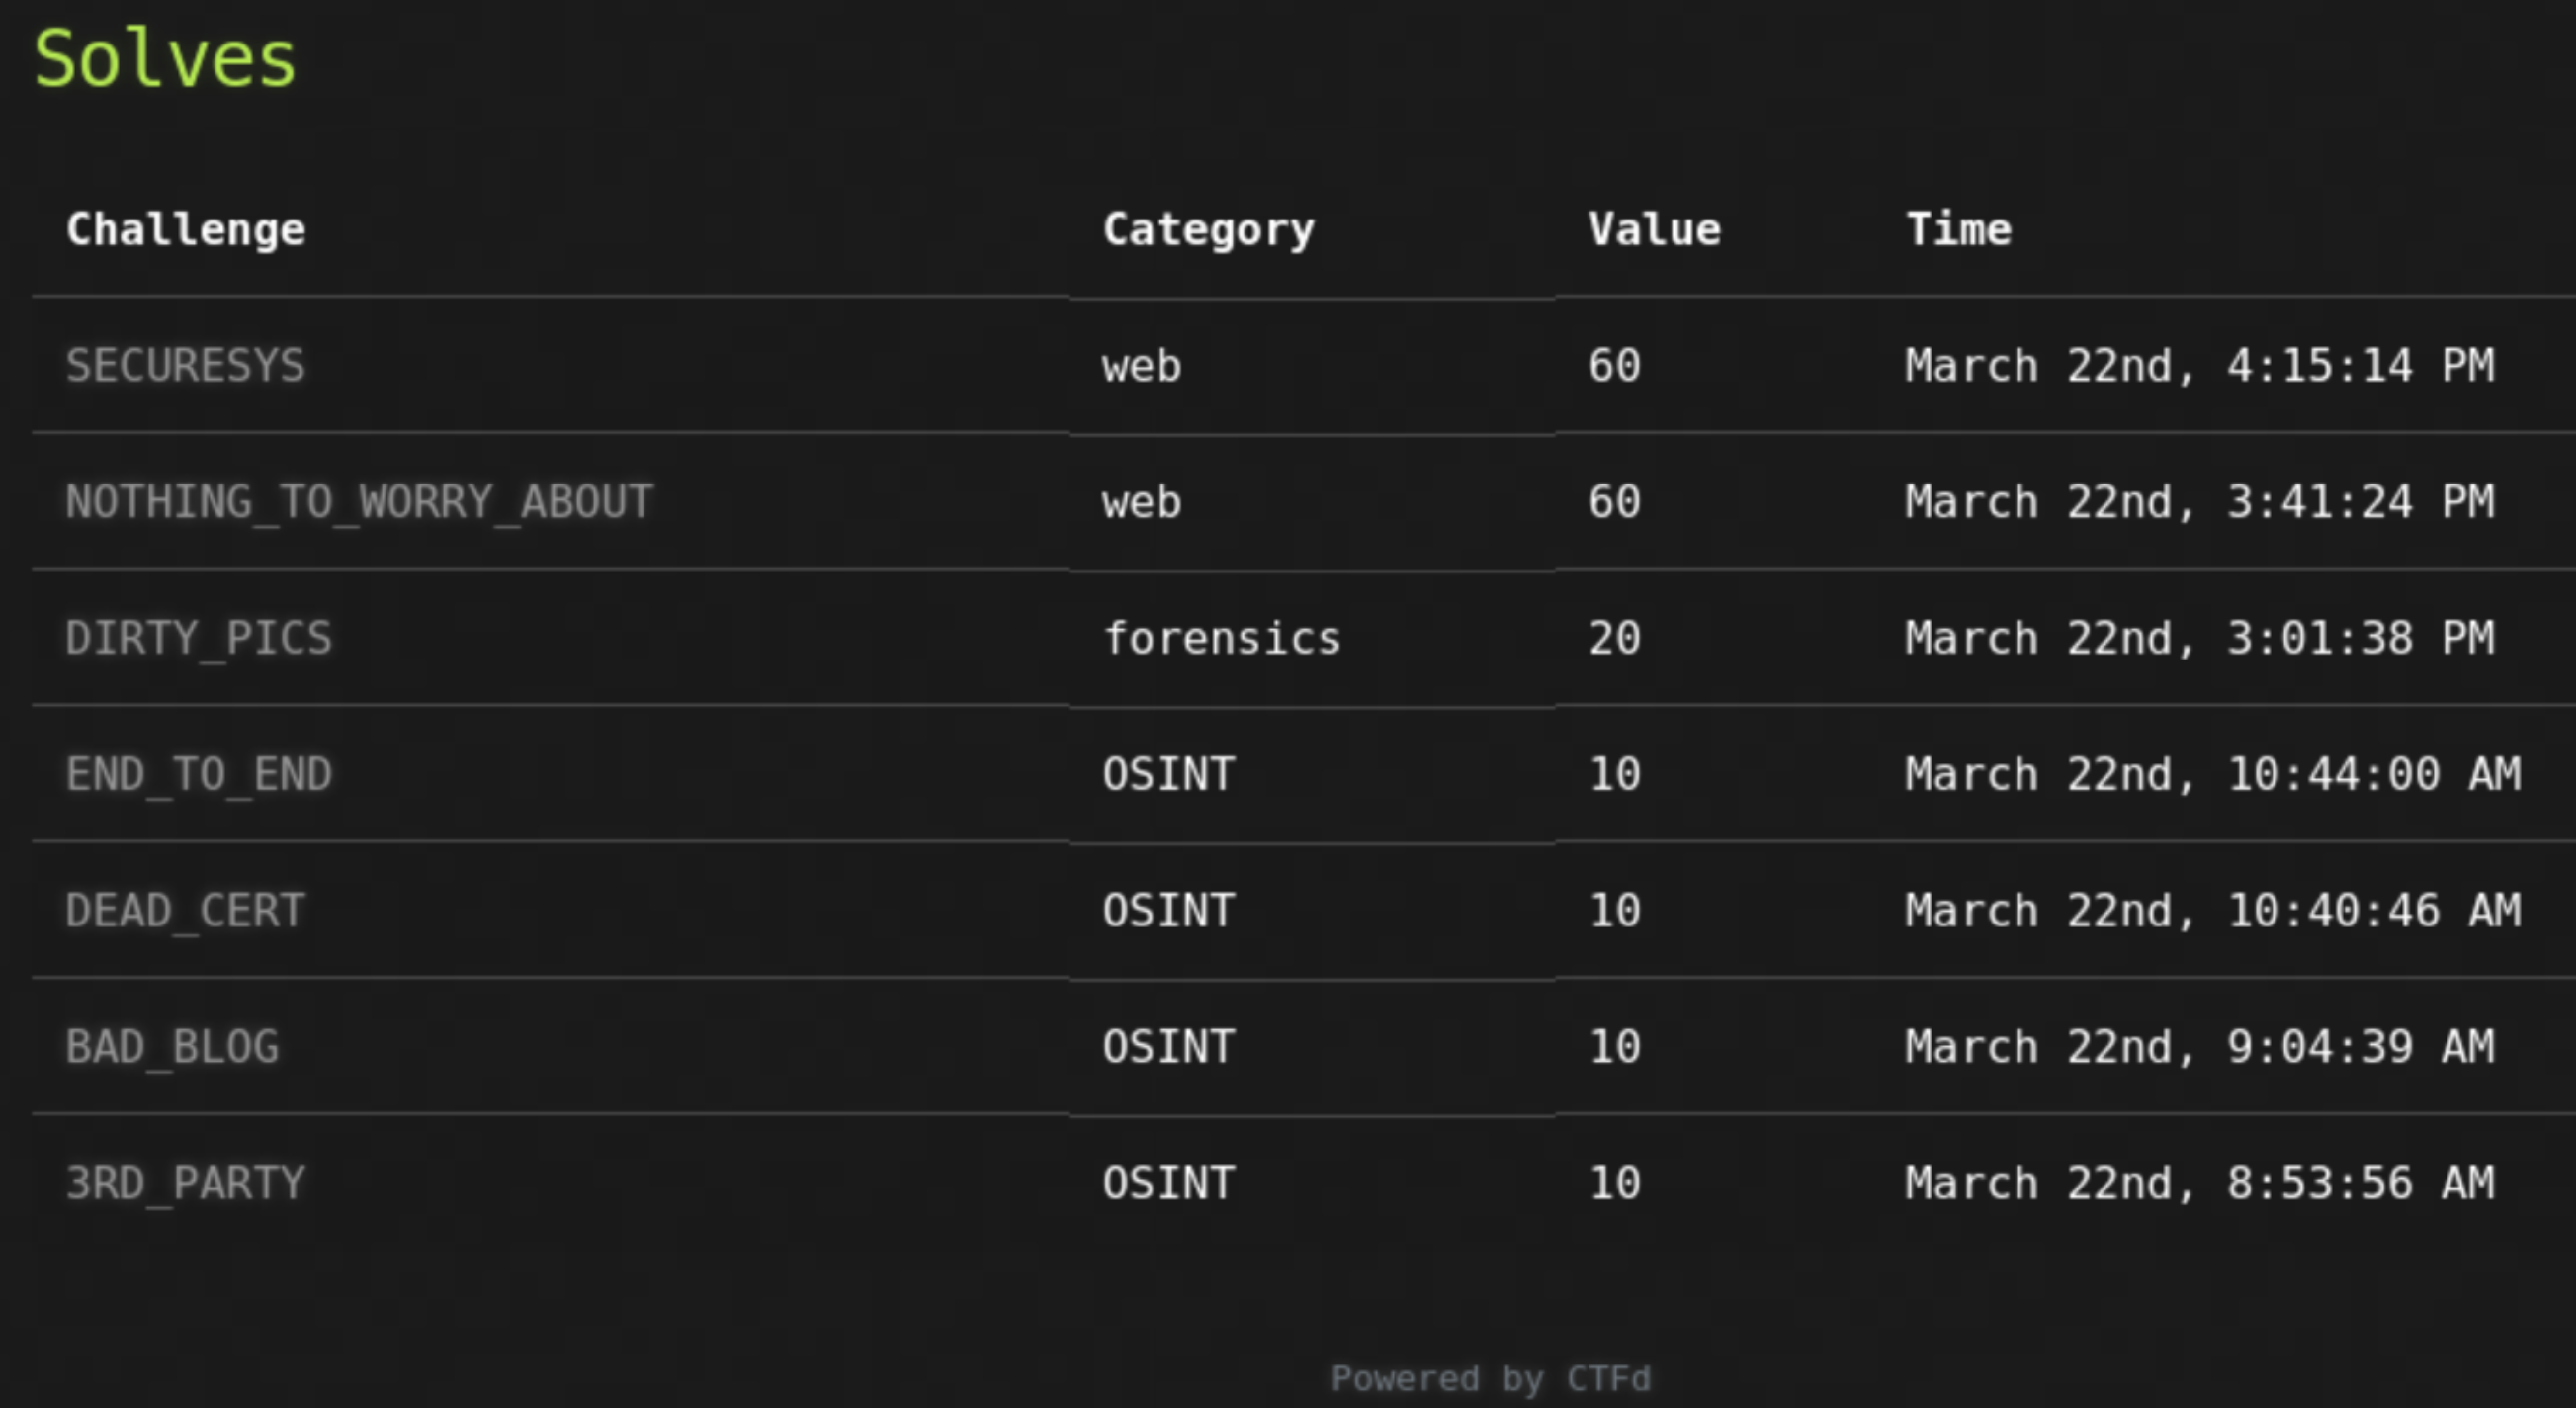 Solves
Challenge Category Value Time
SECURESYS web 60 March 22nd, 4:15:14 PM
NOTHING_TO_WORRY_ABOUT web 60 March 22nd, 3:41:24 PM
DIRTY_PICS forensics 20 March 22nd, 3:01:38 PM
END_TO_END OSINT 10 March 22nd, 10:44:00 AM
DEAD_CERT OSINT 10 March 22nd, 10:40:46 AM
BAD_BLOG OSINT 10 March 22nd, 9:04:39 AM
3RD_PARTY OSINT 10 March 22nd, 8:53:56 AM
Powered by CTFd